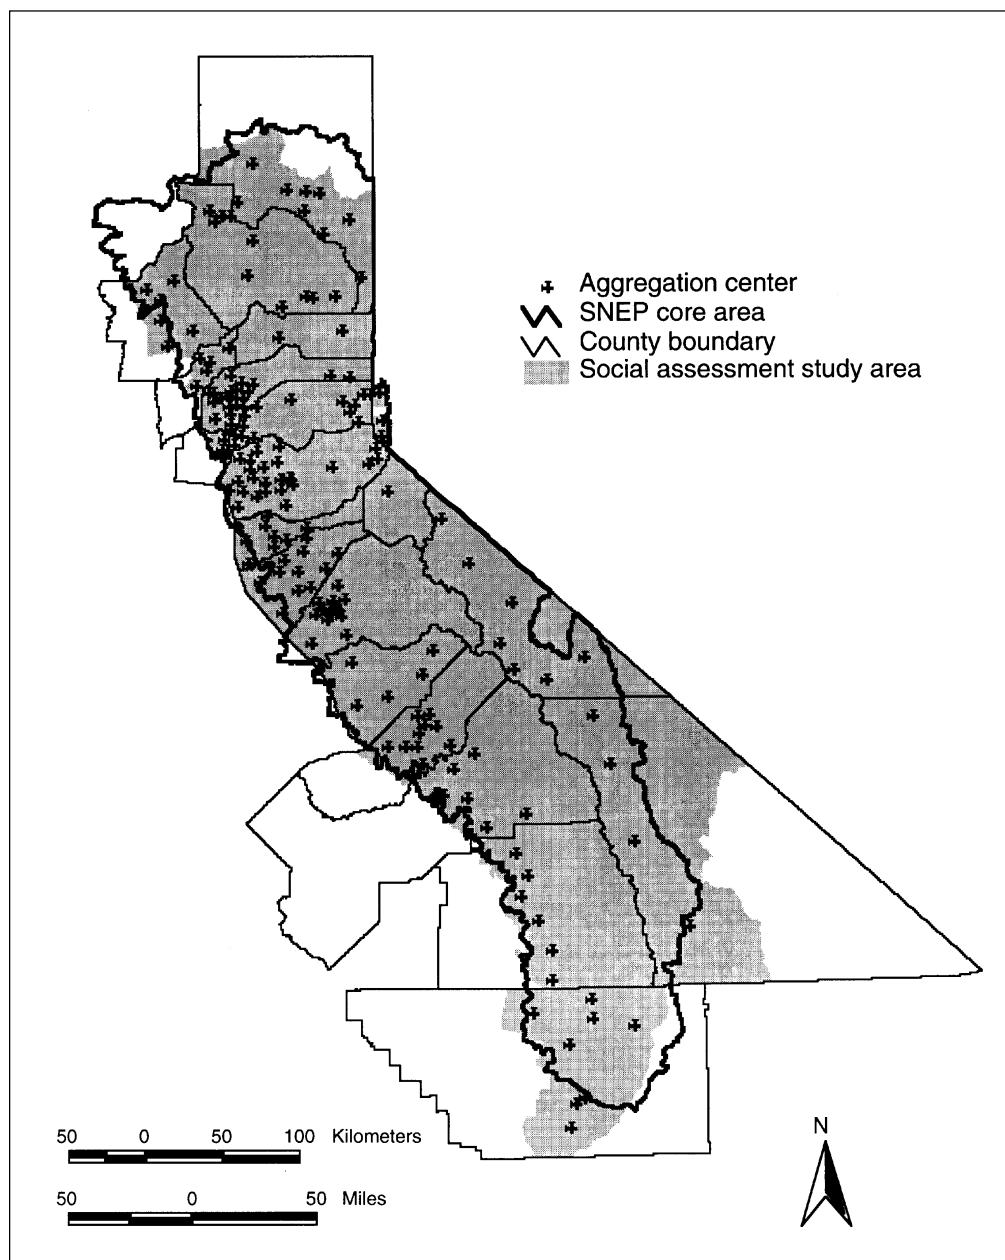 Aggregation center
SNEP core area
County boundary
Social assessment study area
50 0 50 100 Kilometers
50 0 50 Miles
N